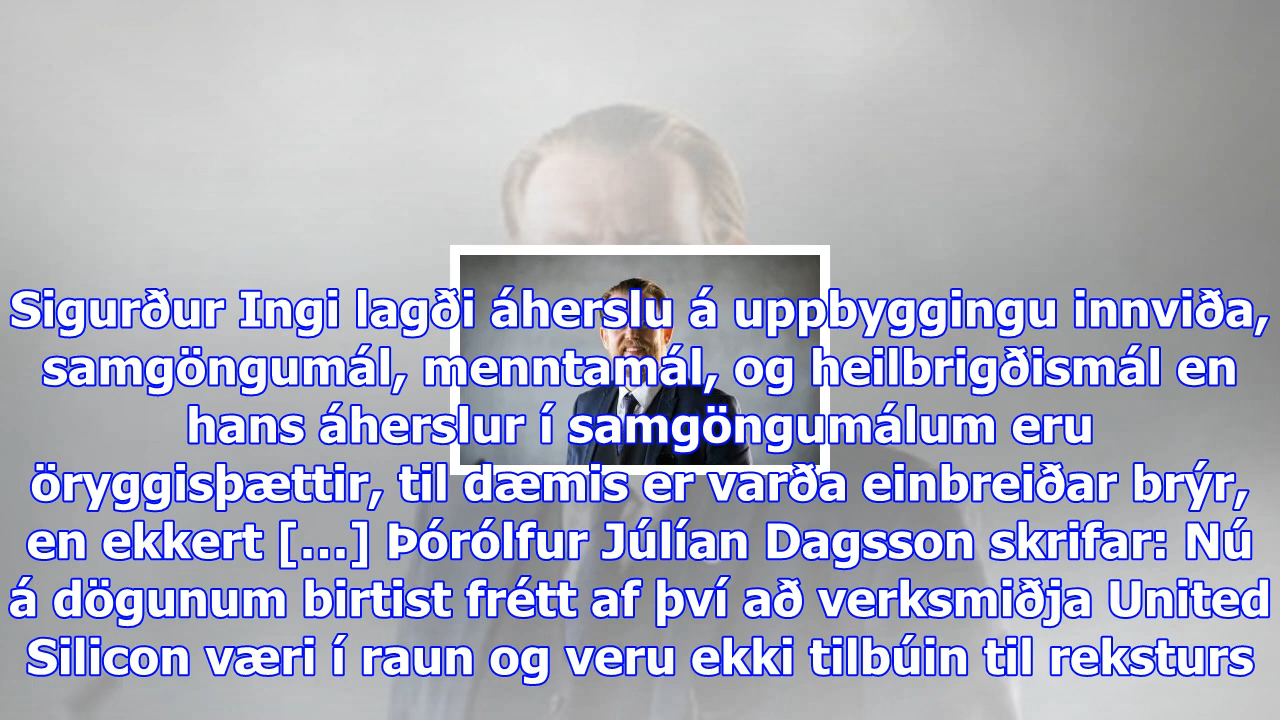 Sigurður Ingi lagði áherslu á uppbyggingu innviða,
samgöngumál, menntamál, og heilbrigðismál en
hans áherslur í samgöngumálum eru
öryggisþættir, til dæmis er varða einbreiðar brýr,
en ekkert [...] Þórólfur Júlían Dagsson skrifar: Nú
á dögunum birtist frétt af því að verksmiðja United
Silicon væri í raun og veru ekki tilbúin til reksturs